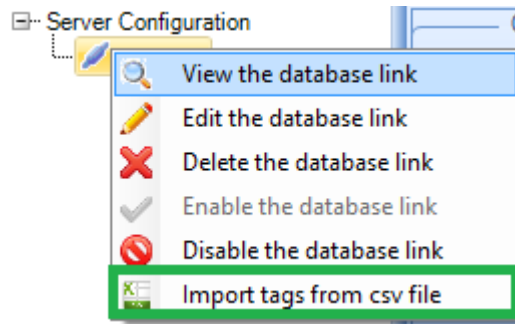 Server Configuration
View the database link
Edit the database link
Delete the database link
Enable the database link
Disable the database link
Import tags from csv file